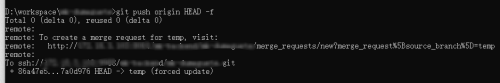 D:\workspace\ >git push origin HEAD -f
Total 0 (delta 0), reused 0 (delta 0)
remote:
remote: To create a merge request for temp, visit:
remote:   http:// /merge_requests/new?merge_request%5Bsource_branch%5D=temp
remote:
To ssh:// .git
 + 86a47e5...7a0d976 HEAD -> temp (forced update)